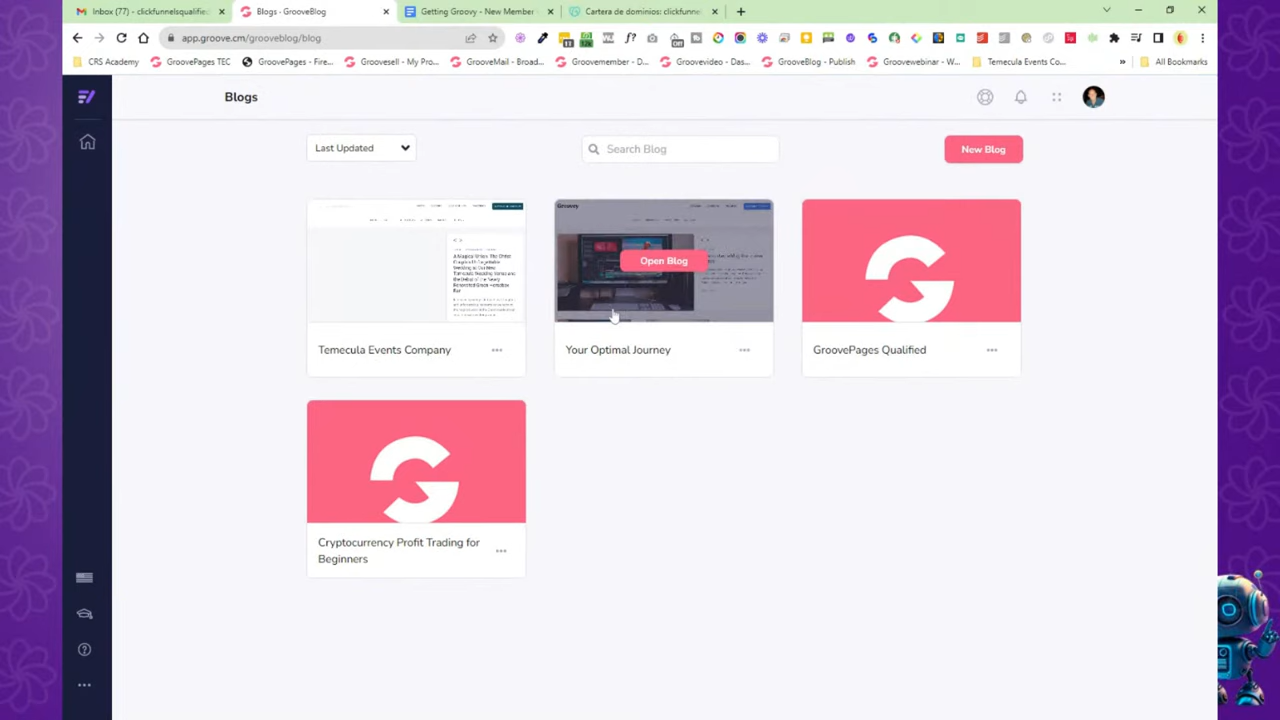 Inbox (77) - clickfunnelsqualified
Blogs - GrooveBlog
Getting Groovy - New Member
Cartera de dominios: clickfunnel
app.groove.cm/grooveblog/blog
CRS Academy
GroovePages TEC
GroovePages - Fire...
Groovesell - My Pro...
GrooveMail - Broad...
Groovemember - D...
Groovevideo - Das...
GrooveBlog - Publish
Groovewebinar - W...
Temecula Events Co...
All Bookmarks
Blogs
Last Updated
Search Blog
New Blog
Groovey
Open Blog
Temecula Events Company
Your Optimal Journey
GroovePages Qualified
Cryptocurrency Profit Trading for
Beginners